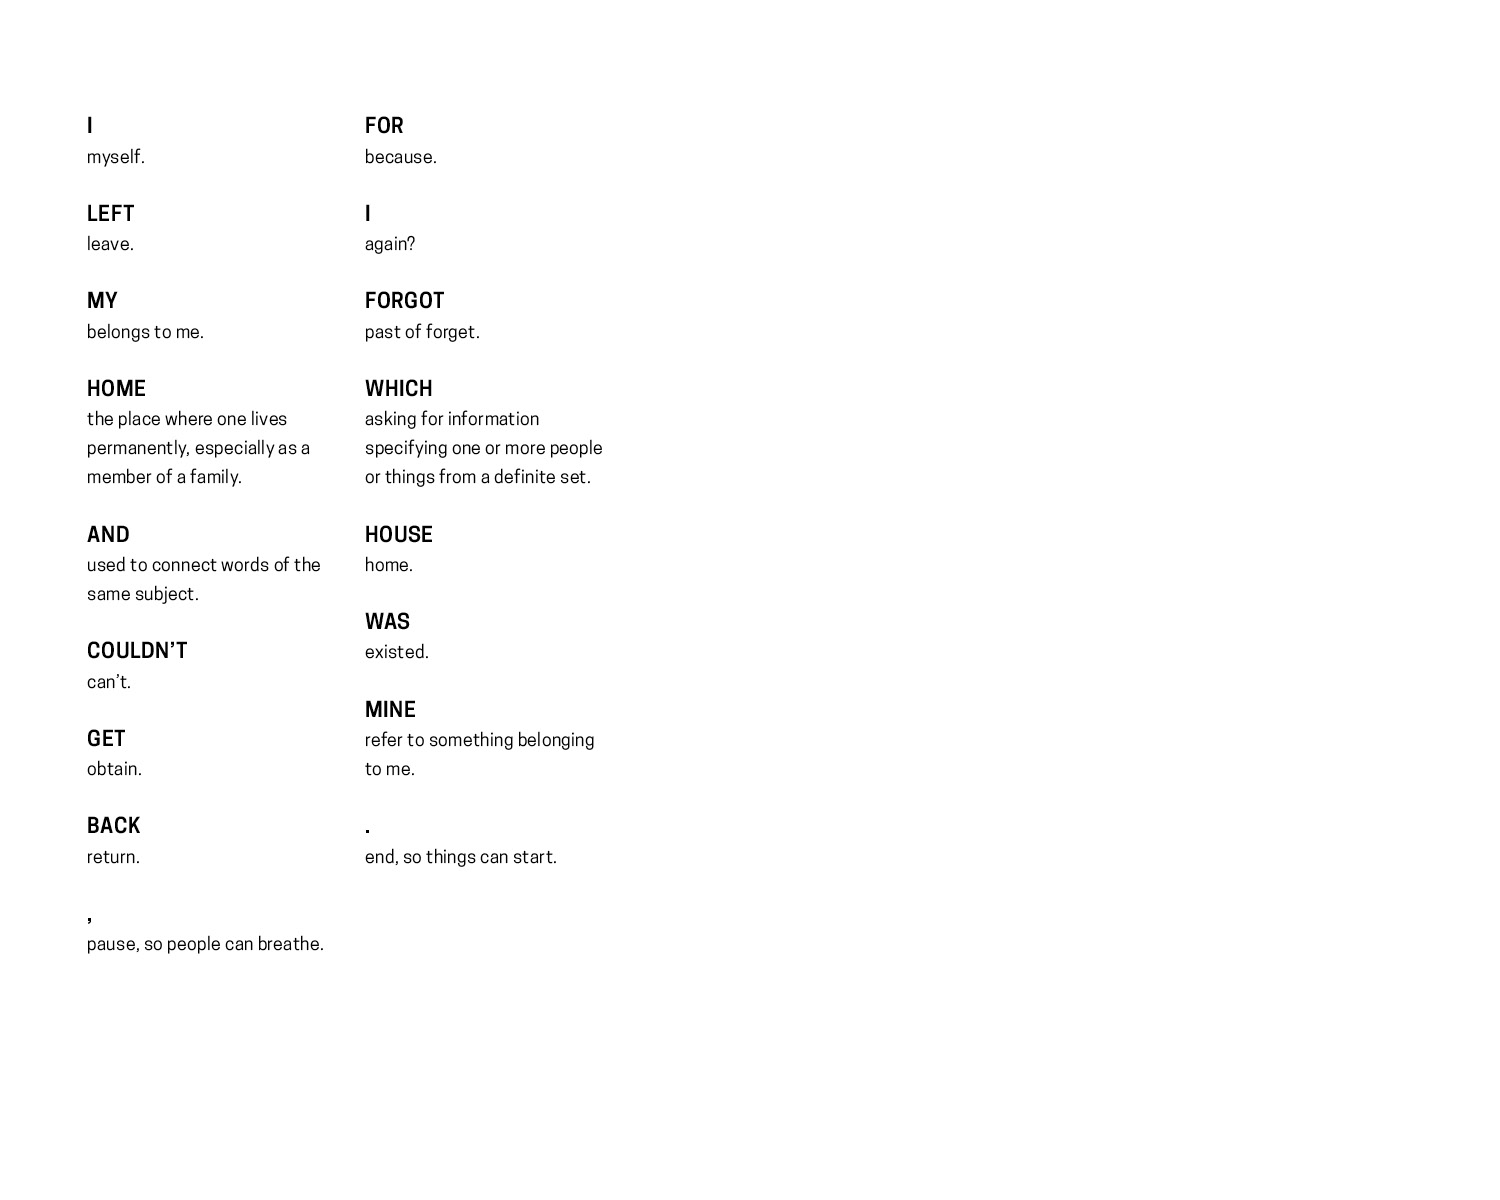 I
myself.
LEFT
leave.
MY
belongs to me.
HOME
the place where one lives
permanently, especially as a
member of a family.
AND
used to connect words of the
same subject.
COULDN’T
can’t.
GET
obtain.
BACK
return.
,
pause, so people can breathe.
FOR
because.
I
again?
FORGOT
past of forget.
WHICH
asking for information
specifying one or more people
or things from a definite set.
HOUSE
home.
WAS
existed.
MINE
refer to something belonging
to me.
.
end, so things can start.